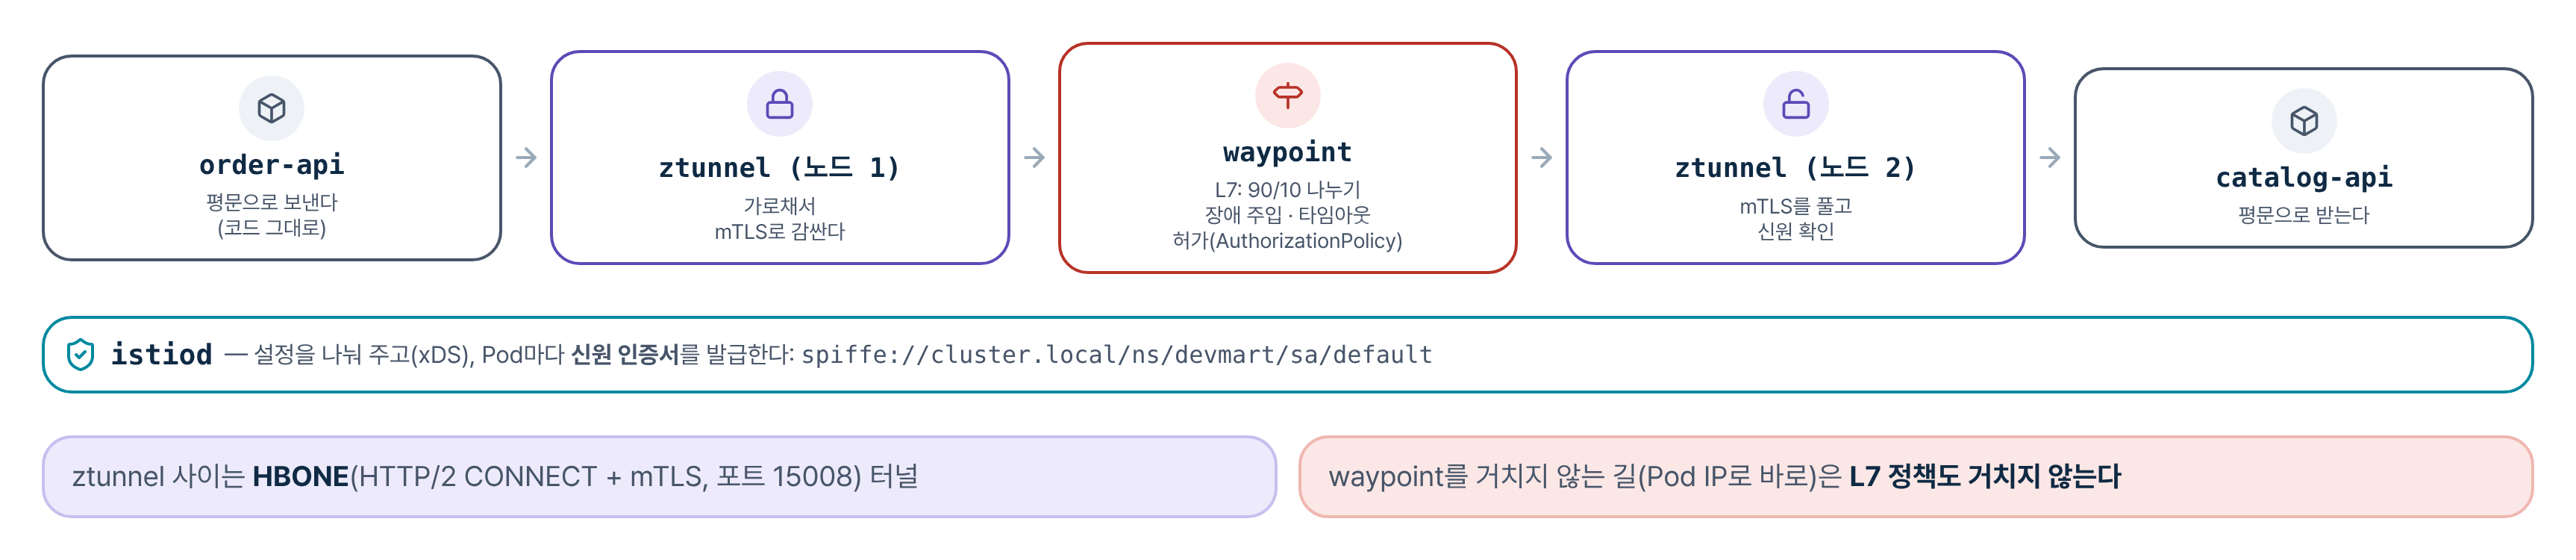 order-api
평문으로 보낸다
(코드 그대로)
ztunnel (노드 1)
가로채서
mTLS로 감싼다
waypoint
L7: 90/10 나누기
장애 주입 · 타임아웃
허가(AuthorizationPolicy)
ztunnel (노드 2)
mTLS를 풀고
신원 확인
catalog-api
평문으로 받는다
istiod — 설정을 나눠 주고(xDS), Pod마다 신원 인증서를 발급한다: spiffe://cluster.local/ns/devmart/sa/default
ztunnel 사이는 HBONE(HTTP/2 CONNECT + mTLS, 포트 15008) 터널
waypoint를 거치지 않는 길(Pod IP로 바로)은 L7 정책도 거치지 않는다